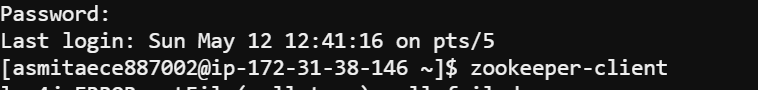 Password:
Last login: Sun May 12 12:41:16 on pts/5
[asmitaece887002@ip-172-31-38-146 ~]$ zookeeper-client